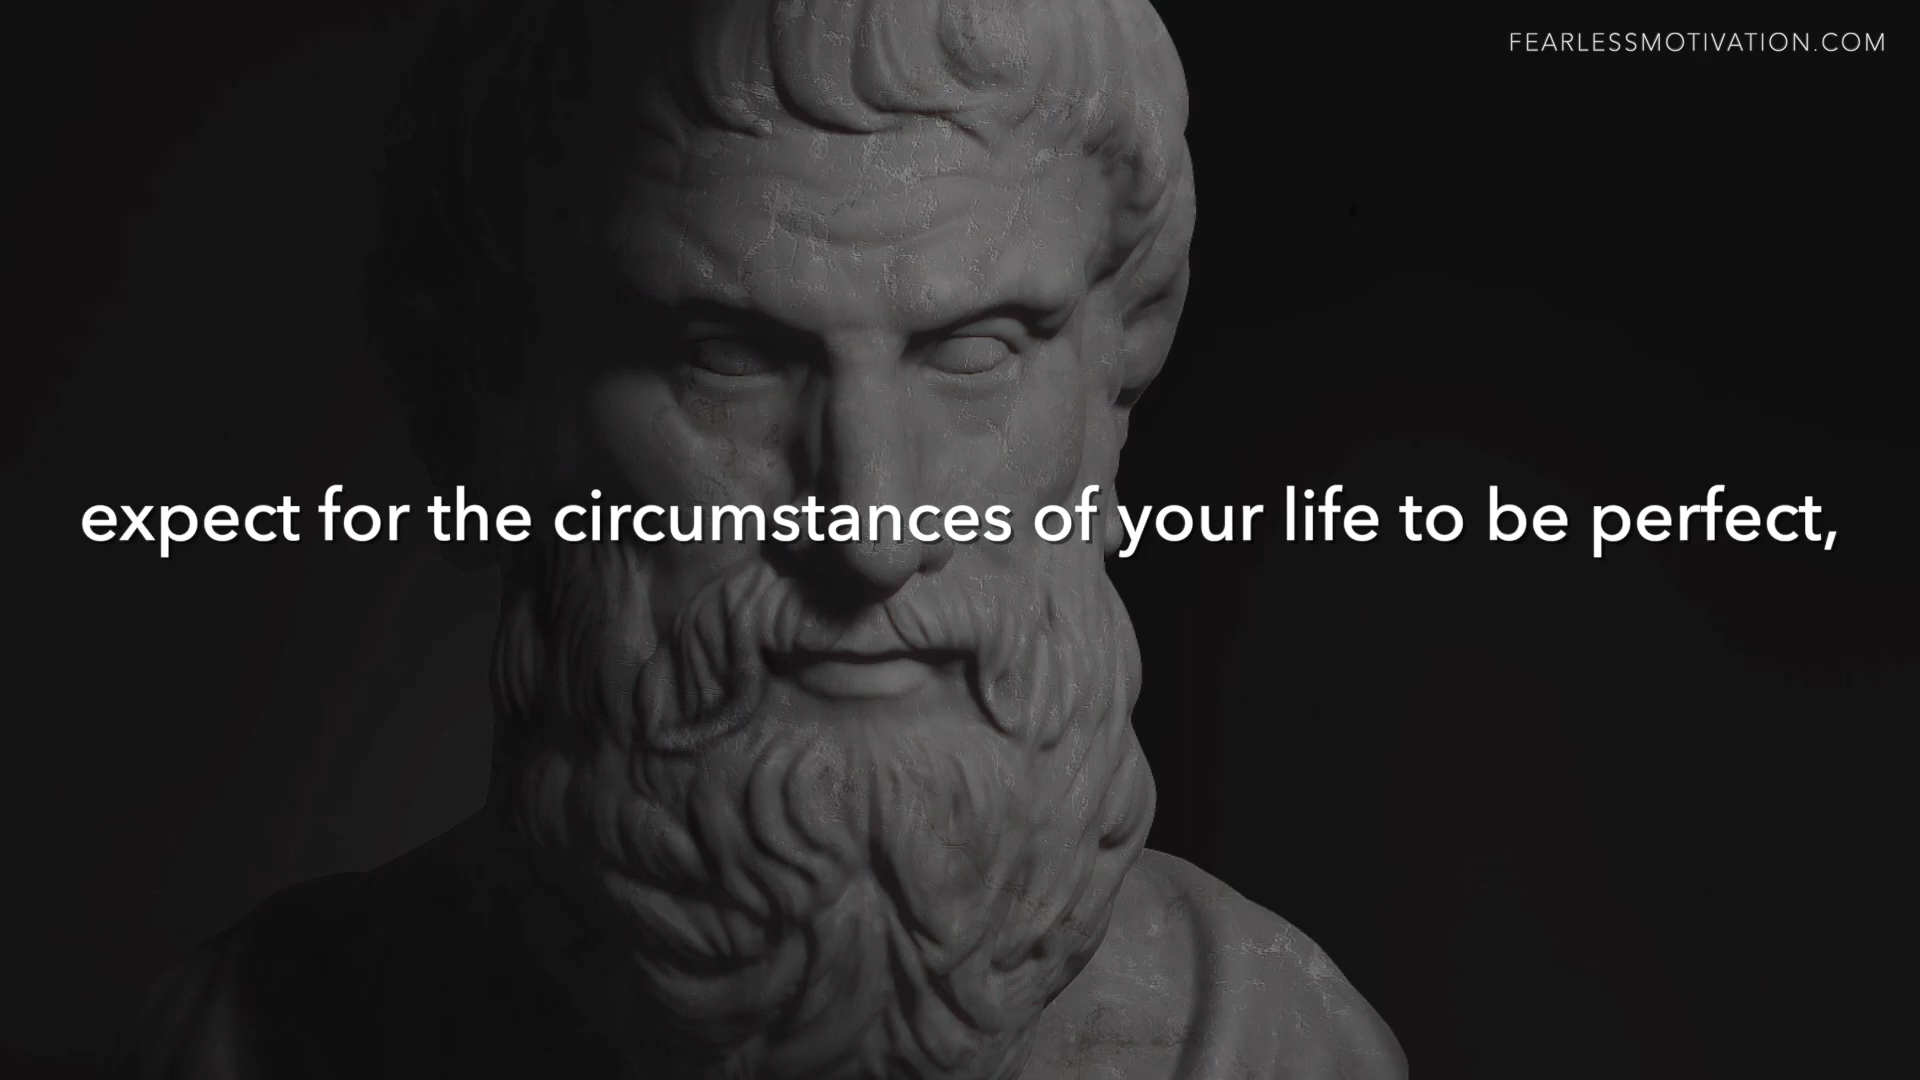 FEARLESSMOTIVATION.COM
expect for the circumstances of your life to be perfect,